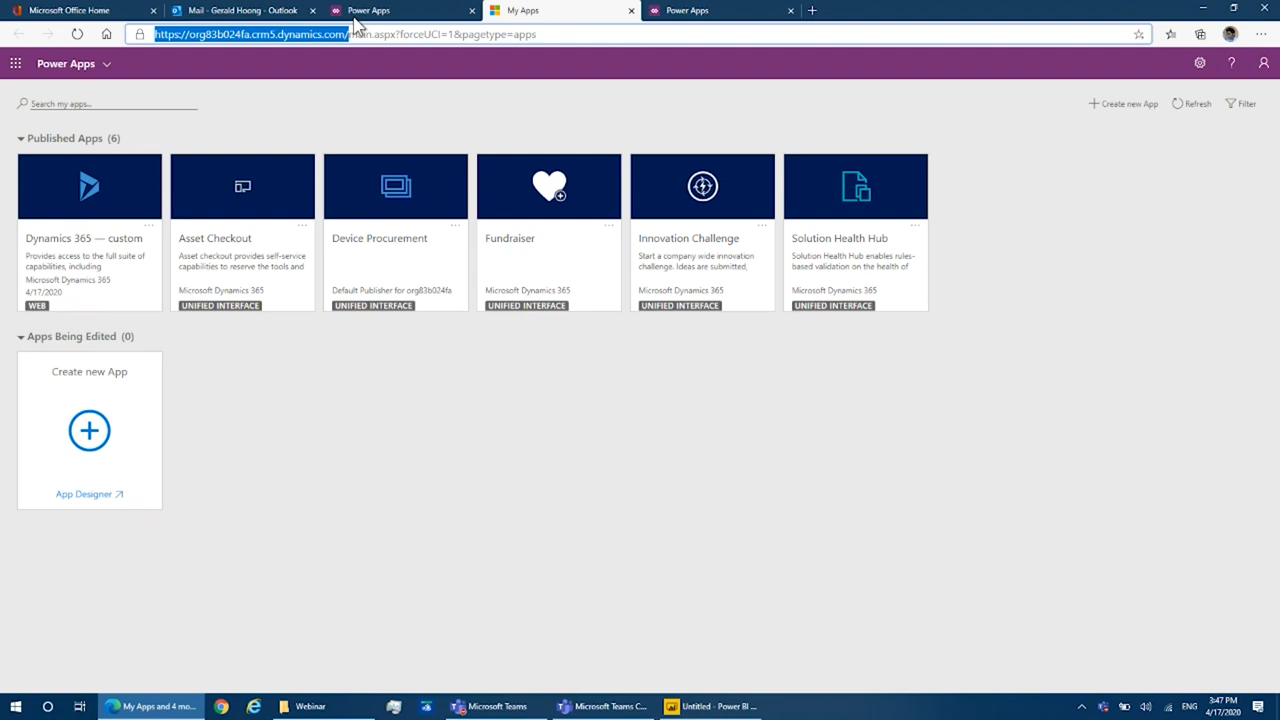 Microsoft Office Home
Mail - Gerald Hoong - Outlook
Power Apps
My Apps
Power Apps
https://org83b024fa.crm5.dynamics.com/main.aspx?forceUCI=1&pagetype=apps
Power Apps
Search my apps...
Create new App
Refresh
Filter
Published Apps (6)
Dynamics 365 — custom
Provides access to the full suite of
capabilities, including
Microsoft Dynamics 365
4/17/2020
WEB
Asset Checkout
Asset checkout provides self-service
capabilities to reserve the tools and
Microsoft Dynamics 365
UNIFIED INTERFACE
Device Procurement
Default Publisher for org83b024fa
UNIFIED INTERFACE
Fundraiser
Microsoft Dynamics 365
UNIFIED INTERFACE
Innovation Challenge
Start a company wide innovation
challenge. Ideas are submitted,
Microsoft Dynamics 365
UNIFIED INTERFACE
Solution Health Hub
Solution Health Hub enables rules-
based validation on the health of
Microsoft Dynamics 365
UNIFIED INTERFACE
Apps Being Edited (0)
Create new App
App Designer
My Apps and 4 mo...
Webinar
Microsoft Teams
Microsoft Teams C...
Untitled - Power BI ...
ENG
3:47 PM
4/17/2020